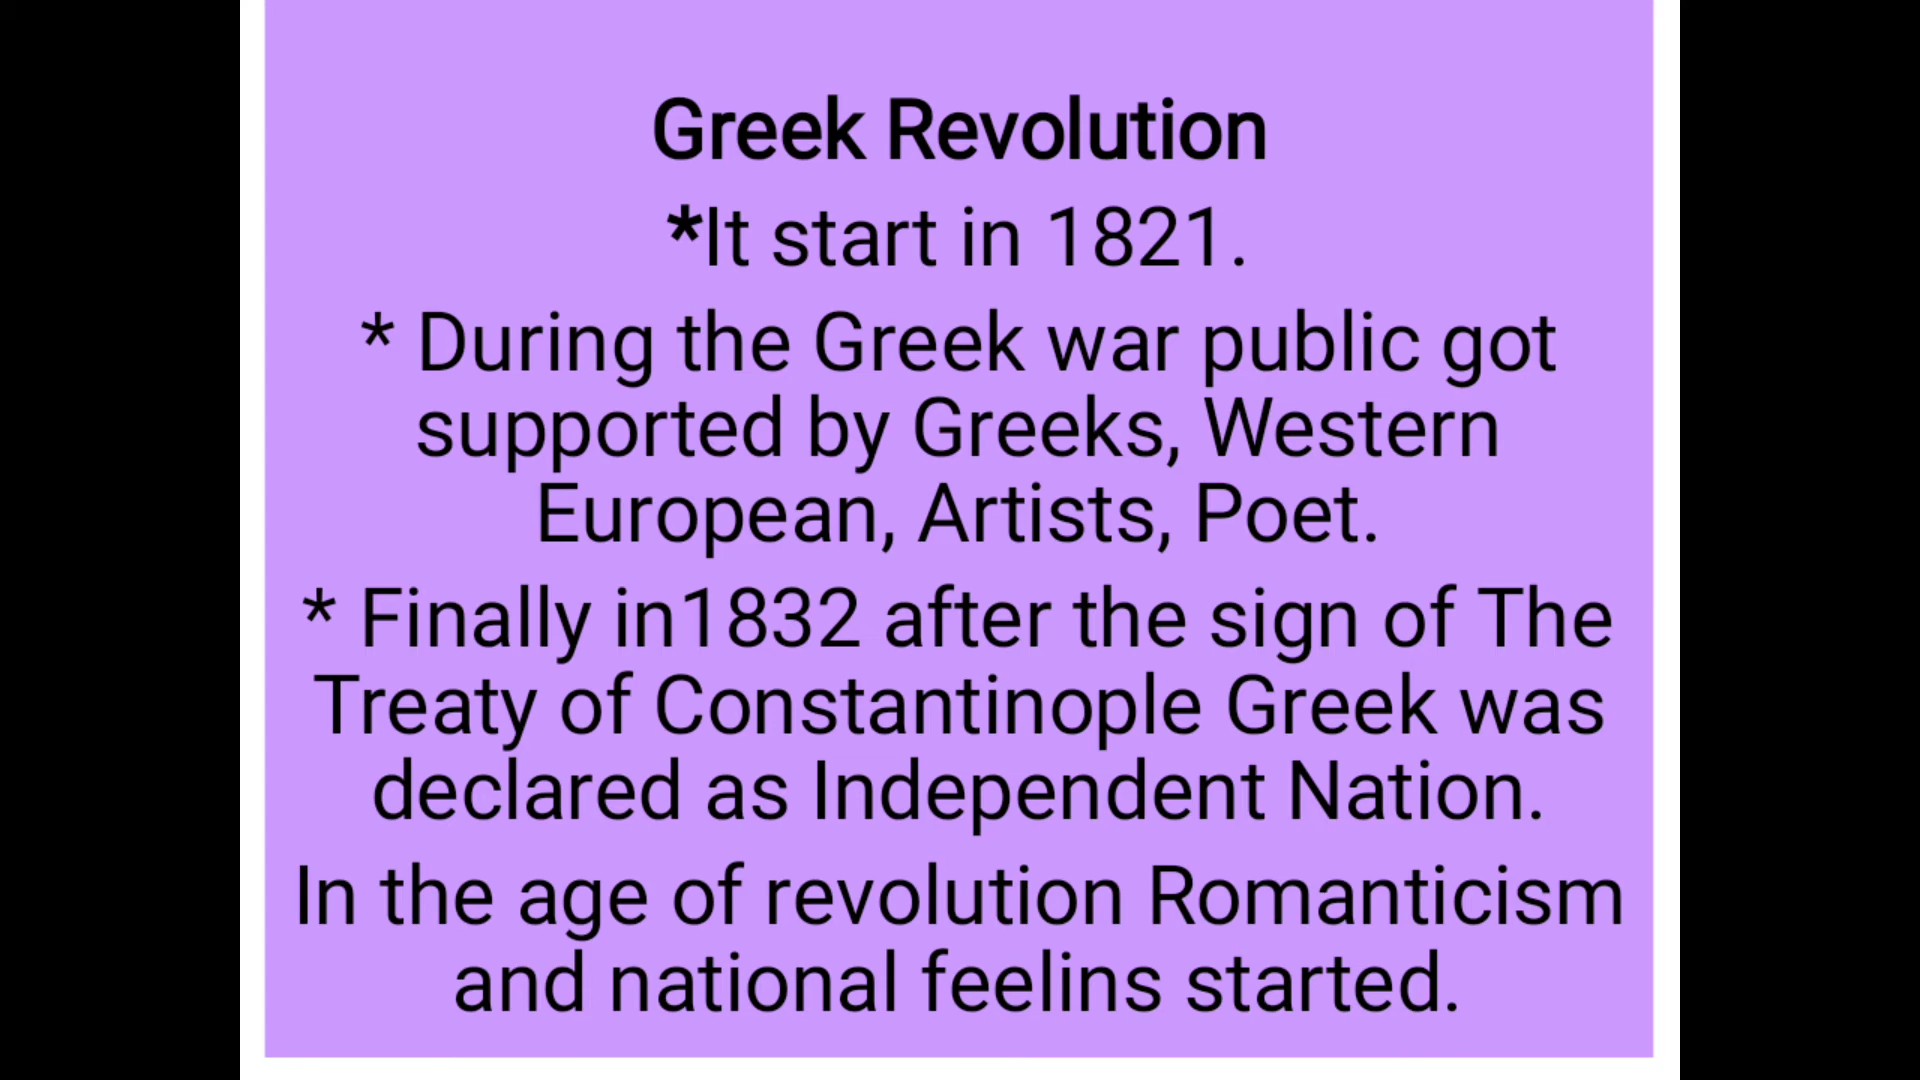 Greek Revolution
*It start in 1821.
* During the Greek war public got
supported by Greeks, Western
European, Artists, Poet.
* Finally in1832 after the sign of The
Treaty of Constantinople Greek was
declared as Independent Nation.
In the age of revolution Romanticism
and national feelins started.